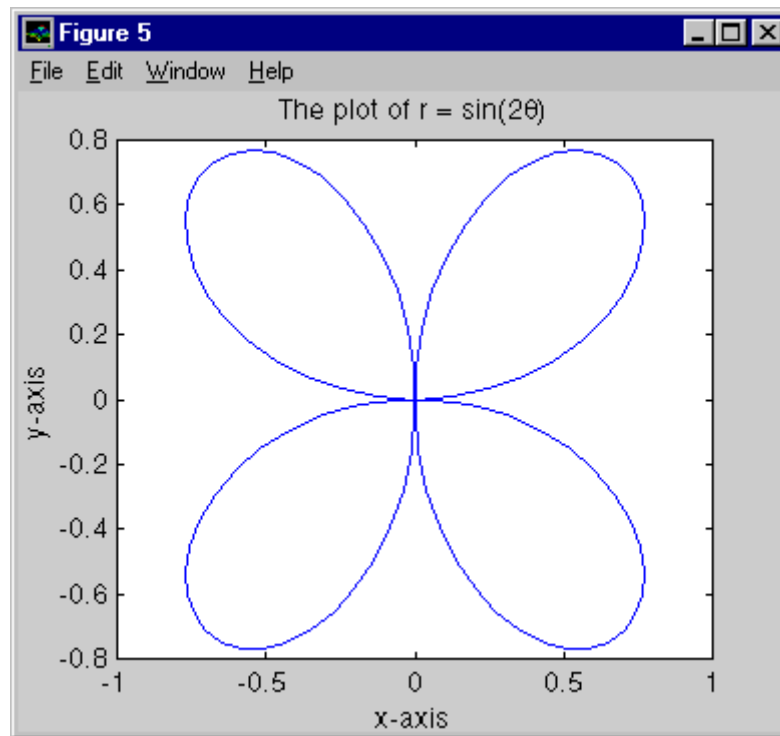 Figure 5
File Edit Window Help
The plot of r = sin(2θ)
0.8
0.6
0.4
0.2
0
-0.2
-0.4
-0.6
-0.8
y-axis
-1 -0.5 0 0.5 1
x-axis